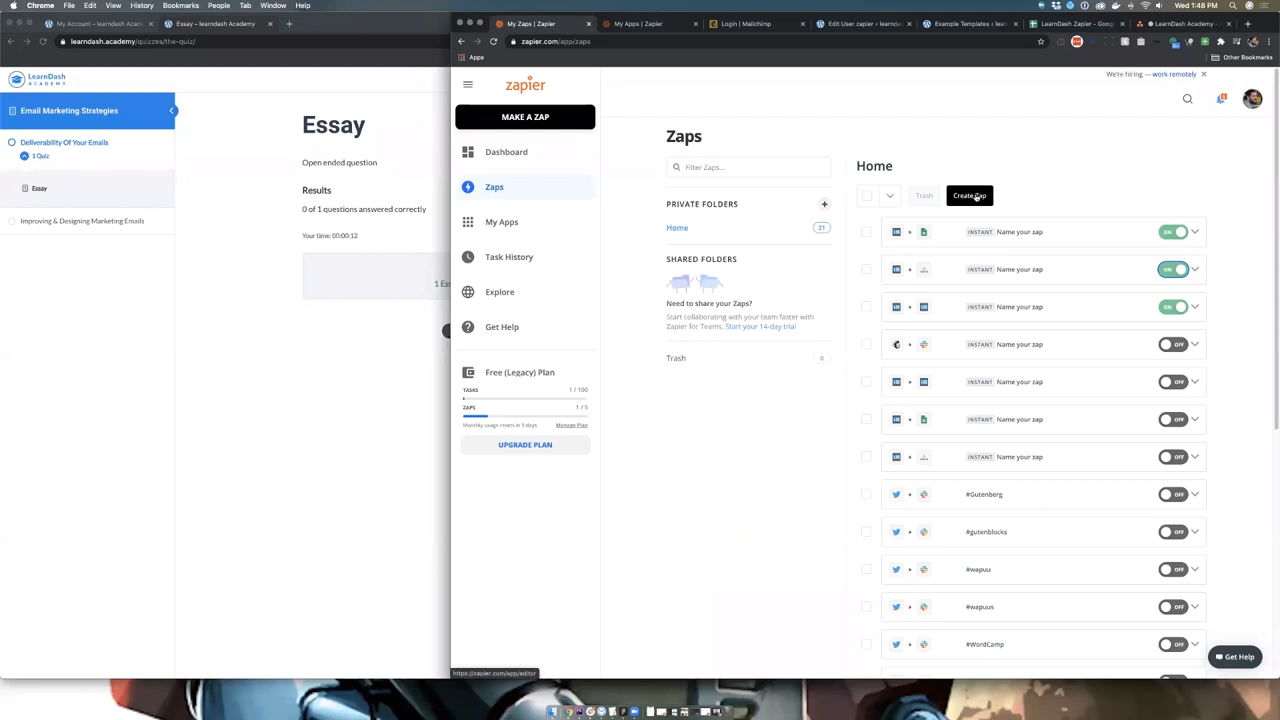 Chrome File Edit View History Bookmarks People Tab Window Help
Wed 1:48 PM
My Account – learndash Acade
Essay – learndash Academy
learndash.academy/quizzes/the-quiz/
LearnDash
ACADEMY
Email Marketing Strategies
Deliverability Of Your Emails
1 Quiz
Essay
Improving & Designing Marketing Emails
Essay
Open ended question
Results
0 of 1 questions answered correctly
Your time: 00:00:12
1 Es
My Zaps | Zapier
My Apps | Zapier
Login | Mailchimp
Edit User zapier ‹ learnd
Example Templates ‹ lear
LearnDash Zapier - Goog
LearnDash Academy -
zapier.com/app/zaps
Apps
Other Bookmarks
zapier
MAKE A ZAP
Dashboard
Zaps
My Apps
Task History
Explore
Get Help
Free (Legacy) Plan
TASKS 1 / 100
ZAPS 1 / 5
Monthly usage resets in 5 days Manage Plan
UPGRADE PLAN
We're hiring — work remotely
Zaps
Filter Zaps...
PRIVATE FOLDERS
Home 21
SHARED FOLDERS
Need to share your Zaps?
Start collaborating with your team faster with
Zapier for Teams. Start your 14-day trial
Trash 0
Home
Trash
Create Zap
INSTANT Name your zap ON
INSTANT Name your zap ON
INSTANT Name your zap ON
INSTANT Name your zap OFF
INSTANT Name your zap OFF
INSTANT Name your zap OFF
INSTANT Name your zap OFF
#Gutenberg OFF
#gutenblocks OFF
#wapuu OFF
#wapuus OFF
#WordCamp OFF
Get Help
https://zapier.com/app/editor